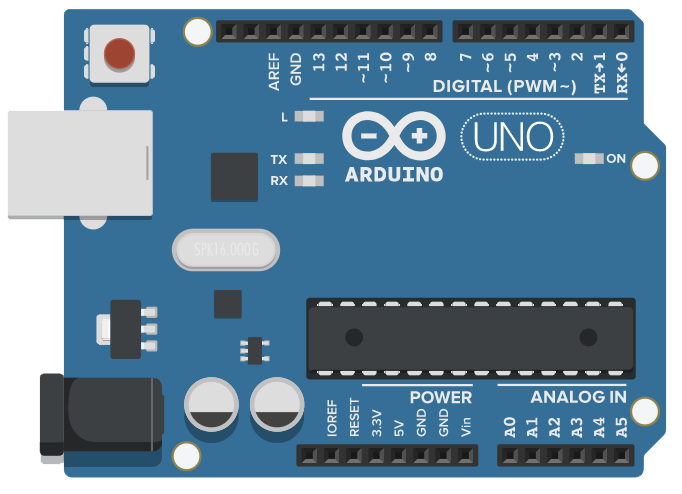 AREF
GND
13
12
~11
~10
~9
8
7
~6
~5
4
~3
2
TX→1
RX←0
DIGITAL (PWM~)
L
TX
RX
ARDUINO
UNO
ON
SPK16.000G
POWER
ANALOG IN
IOREF
RESET
3.3V
5V
GND
GND
Vin
A0
A1
A2
A3
A4
A5